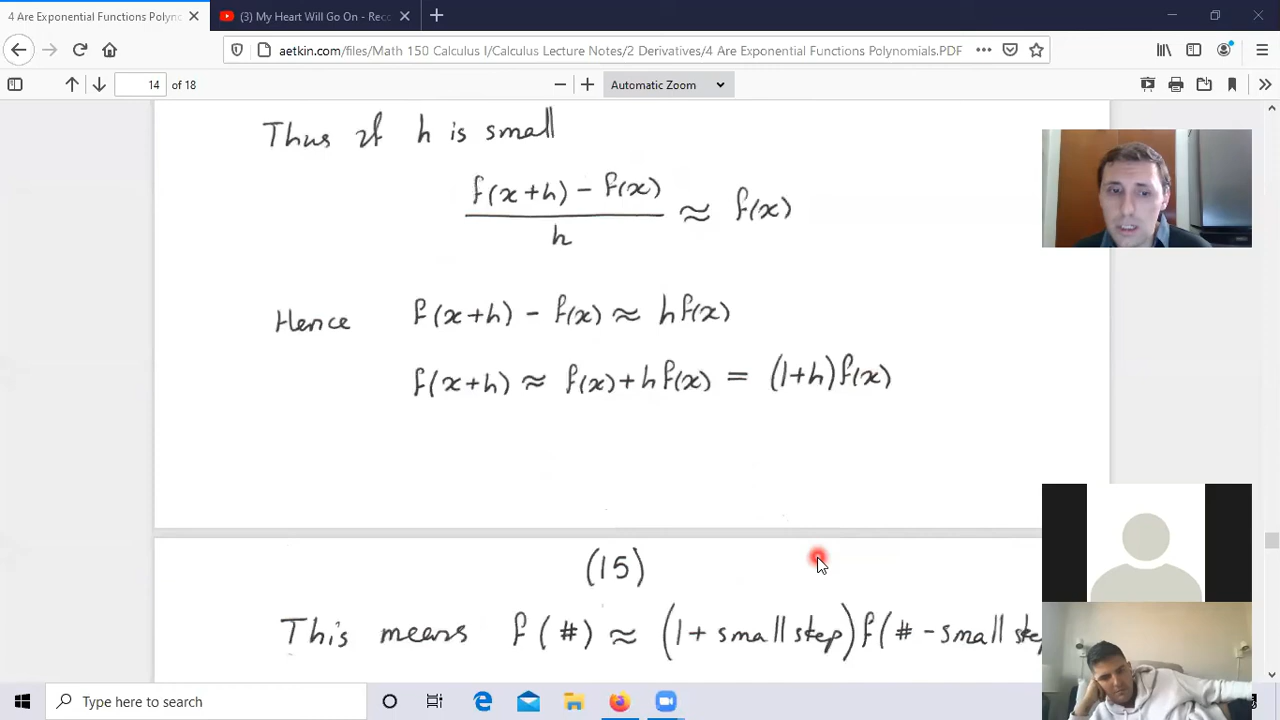 4 Are Exponential Functions Polyno
(3) My Heart Will Go On - Reco
aetkin.com/files/Math 150 Calculus I/Calculus Lecture Notes/2 Derivatives/4 Are Exponential Functions Polynomials.PDF
14 of 18
Automatic Zoom
Thus if h is small
f(x+h) - f(x)
h
≈ f(x)
Hence f(x+h) - f(x) ≈ hf(x)
f(x+h) ≈ f(x)+hf(x) = (1+h)f(x)
(15)
This means f(#) ≈ (1+small step)f(#-small ste
Type here to search